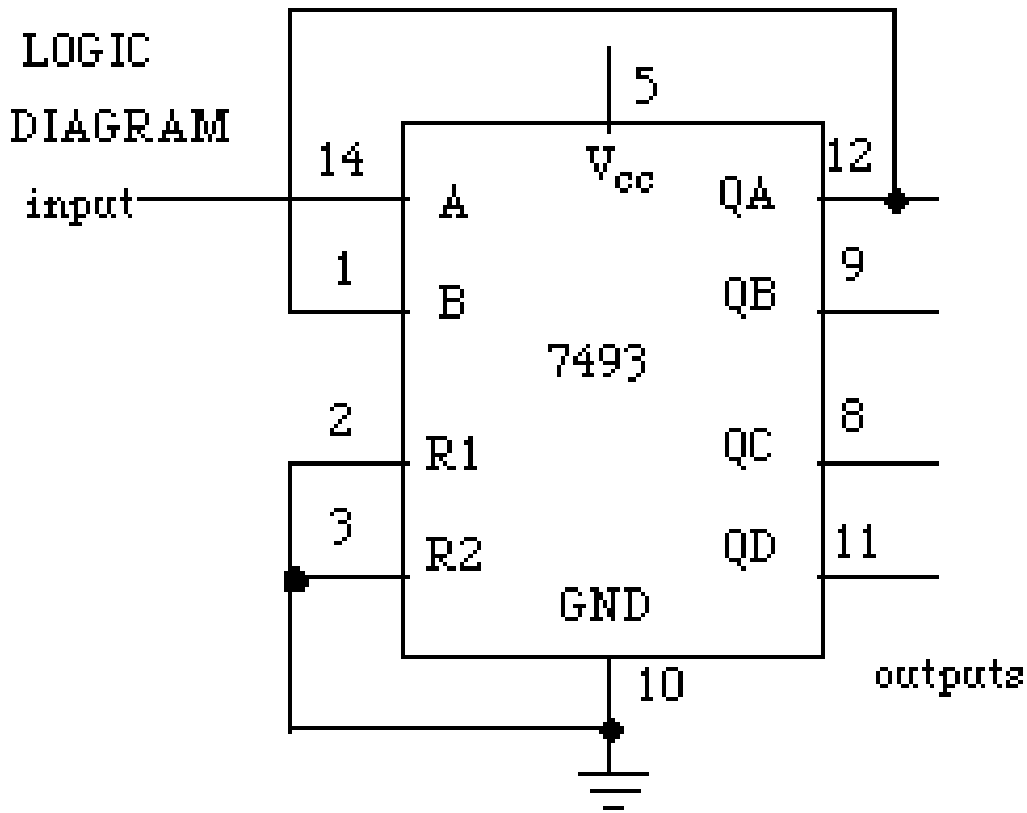 LOGIC
DIAGRAM
5
14
Vcc
12
input
A
QA
1
9
B
QB
7493
2
8
R1
QC
3
11
R2
QD
GND
10
outputs